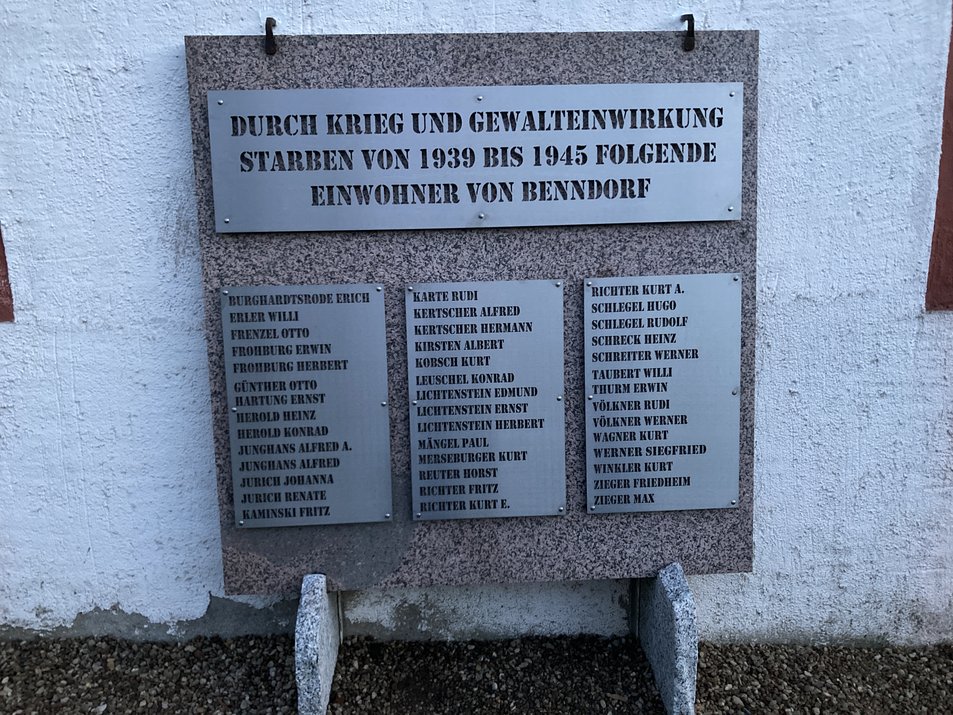 DURCH KRIEG UND GEWALTEINWIRKUNG
STARBEN VON 1939 BIS 1945 FOLGENDE
EINWOHNER VON BENNDORF
BURGHARDTSRODE ERICH
ERLER WILLI
FRENZEL OTTO
FROHBURG ERWIN
FROHBURG HERBERT
GÜNTHER OTTO
HARTUNG ERNST
HEROLD HEINZ
HEROLD KONRAD
JUNGHANS ALFRED A.
JUNGHANS ALFRED
JURICH JOHANNA
JURICH RENATE
KAMINSKI FRITZ
KARTE RUDI
KERTSCHER ALFRED
KERTSCHER HERMANN
KIRSTEN ALBERT
KOBSCH KURT
LEUSCHEL KONRAD
LICHTENSTEIN EDMUND
LICHTENSTEIN ERNST
LICHTENSTEIN HERBERT
MÄNGEL PAUL
MERSEBURGER KURT
REUTER HORST
RICHTER FRITZ
RICHTER KURT E.
RICHTER KURT A.
SCHLEGEL HUGO
SCHLEGEL RUDOLF
SCHRECK HEINZ
SCHREITER WERNER
TAUBERT WILLI
THURM ERWIN
VÖLKNER RUDI
VÖLKNER WERNER
WAGNER KURT
WERNER SIEGFRIED
WINKLER KURT
ZIEGER FRIEDHEIM
ZIEGER MAX